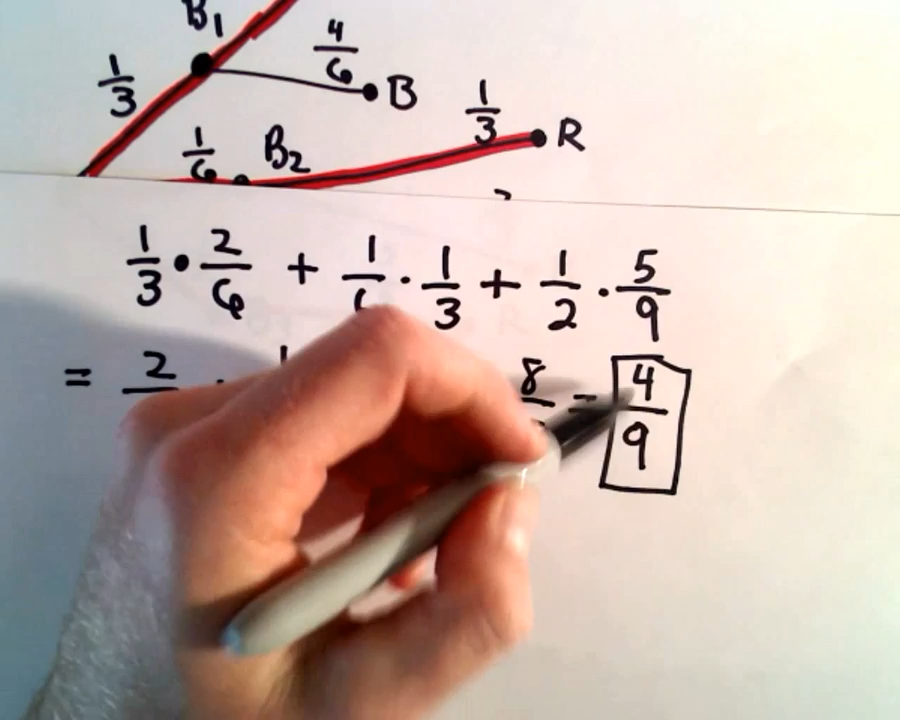 B₁
4/6
1/3
B
1/3
R
1/6
B₂
1/3 · 2/6 + 1/6 · 1/3 + 1/2 · 5/9
= 2 8 = 4/9